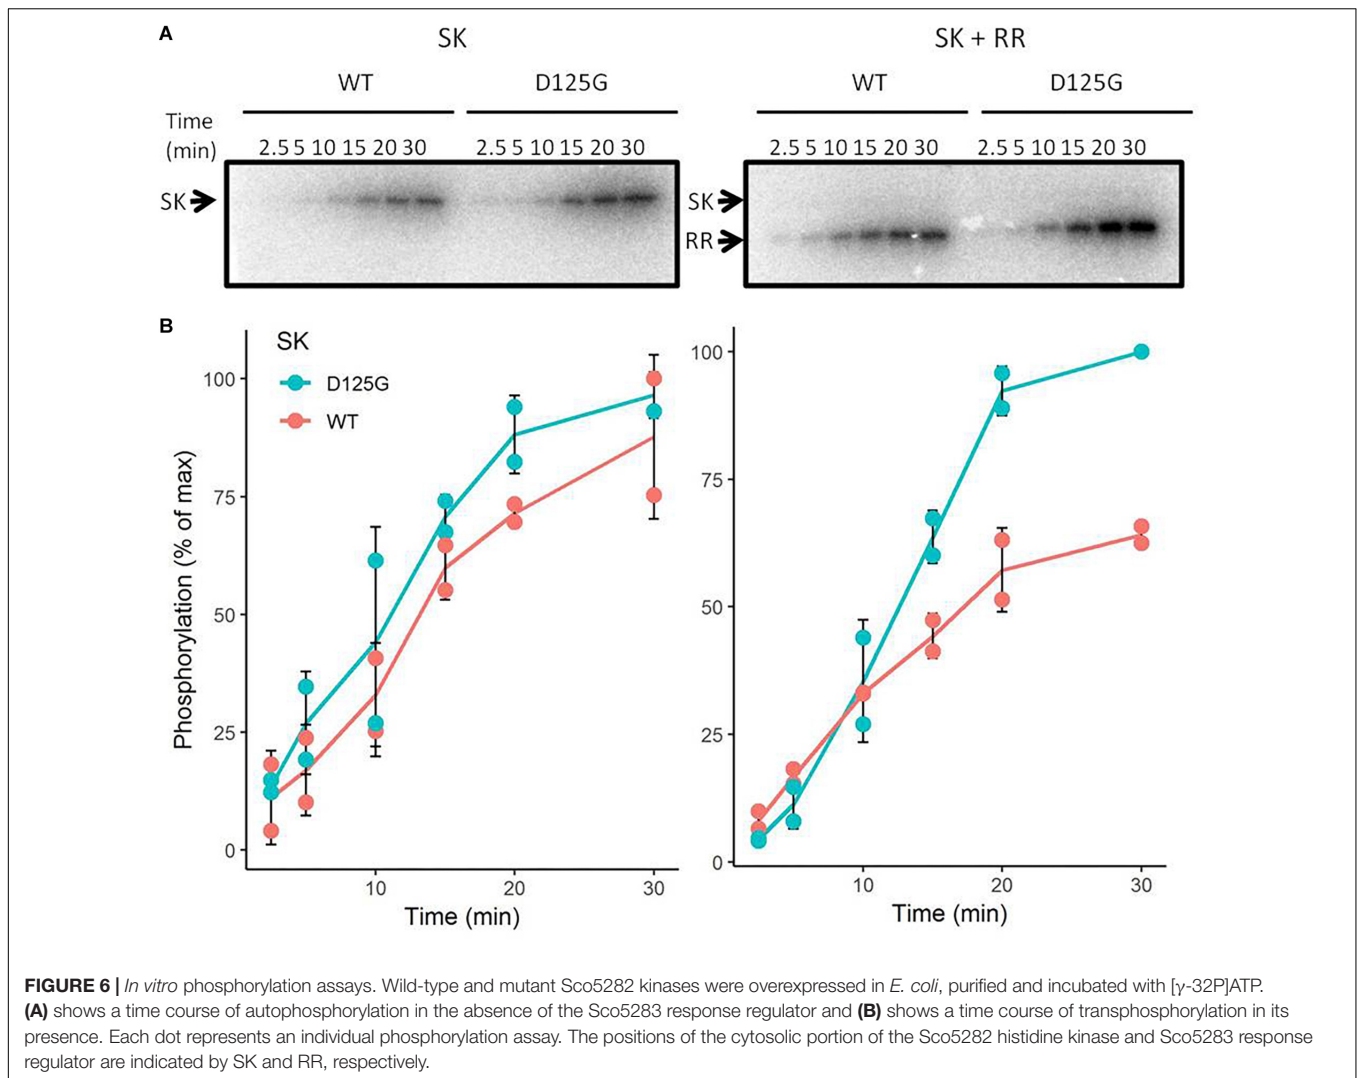 A
SK
SK + RR
WT
D125G
WT
D125G
Time
(min)
2.5 5 10 15 20 30
2.5 5 10 15 20 30
2.5 5 10 15 20 30
2.5 5 10 15 20 30
SK
SK
RR
B
SK
D125G
WT
Phosphorylation (% of max)
100
75
50
25
0
10
20
30
Time (min)
100
75
50
25
0
10
20
30
Time (min)
FIGURE 6 | In vitro phosphorylation assays. Wild-type and mutant Sco5282 kinases were overexpressed in E. coli, purified and incubated with [γ-32P]ATP.
(A) shows a time course of autophosphorylation in the absence of the Sco5283 response regulator and (B) shows a time course of transphosphorylation in its
presence. Each dot represents an individual phosphorylation assay. The positions of the cytosolic portion of the Sco5282 histidine kinase and Sco5283 response
regulator are indicated by SK and RR, respectively.